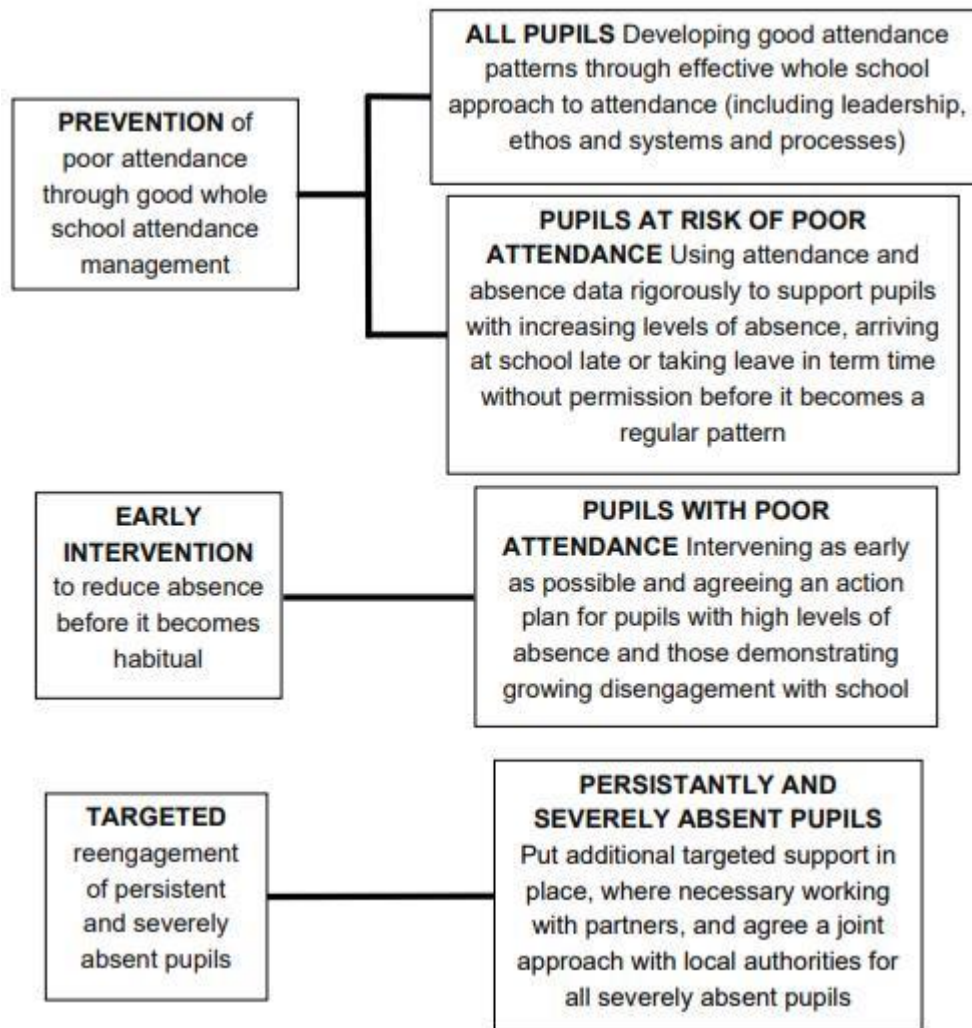 PREVENTION of
poor attendance
through good whole
school attendance
management
ALL PUPILS Developing good attendance
patterns through effective whole school
approach to attendance (including leadership,
ethos and systems and processes)
PUPILS AT RISK OF POOR
ATTENDANCE Using attendance and
absence data rigorously to support pupils
with increasing levels of absence, arriving
at school late or taking leave in term time
without permission before it becomes a
regular pattern
EARLY
INTERVENTION
to reduce absence
before it becomes
habitual
PUPILS WITH POOR
ATTENDANCE Intervening as early
as possible and agreeing an action
plan for pupils with high levels of
absence and those demonstrating
growing disengagement with school
TARGETED
reengagement
of persistent
and severely
absent pupils
PERSISTANTLY AND
SEVERELY ABSENT PUPILS
Put additional targeted support in
place, where necessary working
with partners, and agree a joint
approach with local authorities for
all severely absent pupils